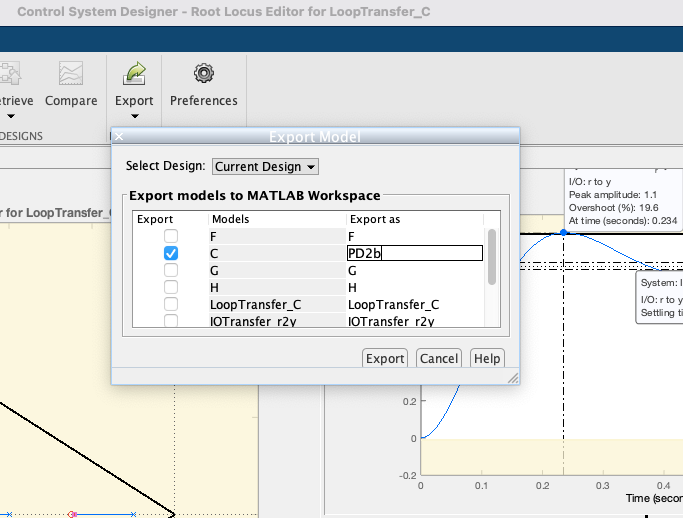 Control System Designer - Root Locus Editor for LoopTransfer_C
etrieve Compare Export Preferences
DESIGNS
Export Model
Select Design: Current Design
Export models to MATLAB Workspace
Export Models Export as
F F
C PD2b
G G
H H
LoopTransfer_C LoopTransfer_C
IOTransfer_r2y IOTransfer_r2y
Export Cancel Help
r for LoopTransfer_
I/O: r to y
Peak amplitude: 1.1
Overshoot (%): 19.6
At time (seconds): 0.234
System: I
I/O: r to y
Settling ti
0.2
0
-0.2
0 0.1 0.2 0.3 0.4
Time (secon